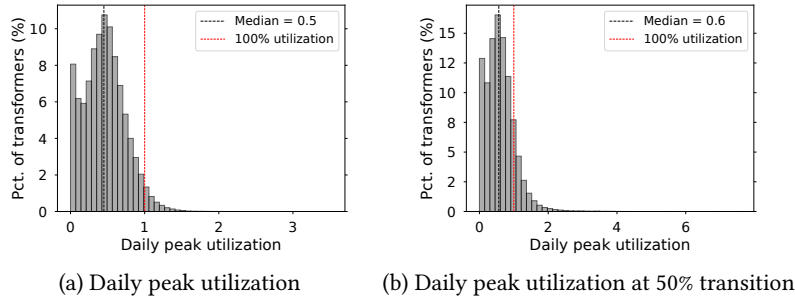 Pct. of transformers (%)
10
8
6
4
2
0
0
1
2
3
Daily peak utilization
Median = 0.5
100% utilization
(a) Daily peak utilization
Pct. of transformers (%)
15
12
10
8
5
2
0
0
2
4
6
Daily peak utilization
Median = 0.6
100% utilization
(b) Daily peak utilization at 50% transition